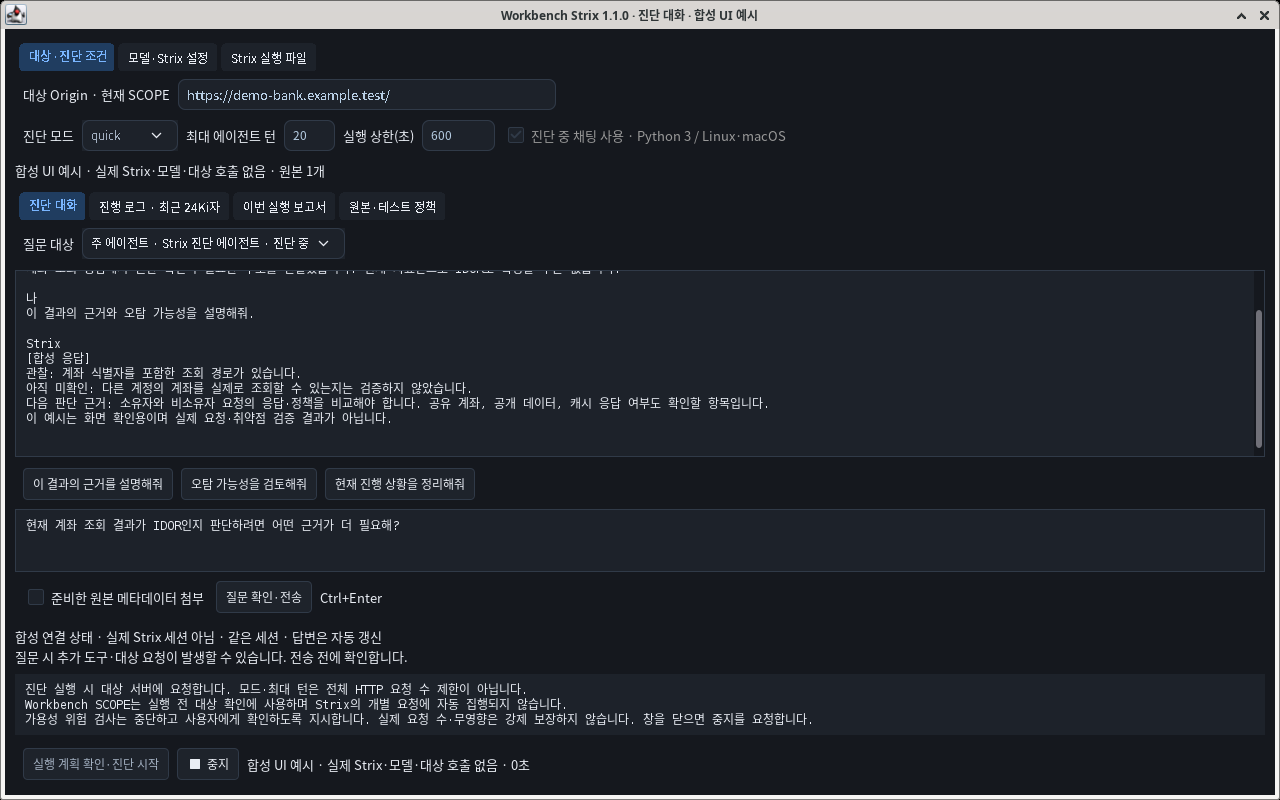 Workbench Strix 1.1.0 · 진단 대화 · 합성 UI 예시
대상 · 진단 조건 모델 · Strix 설정 Strix 실행 파일
대상 Origin · 현재 SCOPE https://demo-bank.example.test/
진단 모드 quick 최대 에이전트 턴 20 실행 상한(초) 600 진단 중 채팅 사용 · Python 3 / Linux·macOS
합성 UI 예시 · 실제 Strix·모델·대상 호출 없음 · 원본 1개
진단 대화 진행 로그 · 최근 24Ki자 이번 실행 보고서 원본·테스트 정책
질문 대상 주 에이전트 · Strix 진단 에이전트 · 진단 중
나
이 결과의 근거와 오탐 가능성을 설명해줘.
Strix
[합성 응답]
관찰: 계좌 식별자를 포함한 조회 경로가 있습니다.
아직 미확인: 다른 계정의 계좌를 실제로 조회할 수 있는지는 검증하지 않았습니다.
다음 판단 근거: 소유자와 비소유자 요청의 응답·정책을 비교해야 합니다. 공유 계좌, 공개 데이터, 캐시 응답 여부도 확인할 항목입니다.
이 예시는 화면 확인용이며 실제 요청·취약점 검증 결과가 아닙니다.
이 결과의 근거를 설명해줘 오탐 가능성을 검토해줘 현재 진행 상황을 정리해줘
현재 계좌 조회 결과가 IDOR인지 판단하려면 어떤 근거가 더 필요해?
준비한 원본 메타데이터 첨부 질문 확인·전송 Ctrl+Enter
합성 연결 상태 · 실제 Strix 세션 아님 · 같은 세션 · 답변은 자동 갱신
질문 시 추가 도구·대상 요청이 발생할 수 있습니다. 전송 전에 확인합니다.
진단 실행 시 대상 서버에 요청합니다. 모드·최대 턴은 전체 HTTP 요청 수 제한이 아닙니다.
Workbench SCOPE는 실행 전 대상 확인에 사용하며 Strix의 개별 요청에 자동 집행되지 않습니다.
가용성 위험 검사는 중단하고 사용자에게 확인하도록 지시합니다. 실제 요청 수·무영향은 강제 보장하지 않습니다. 창을 닫으면 중지를 요청합니다.
실행 계획 확인·진단 시작 중지 합성 UI 예시 · 실제 Strix·모델·대상 호출 없음 · 0초